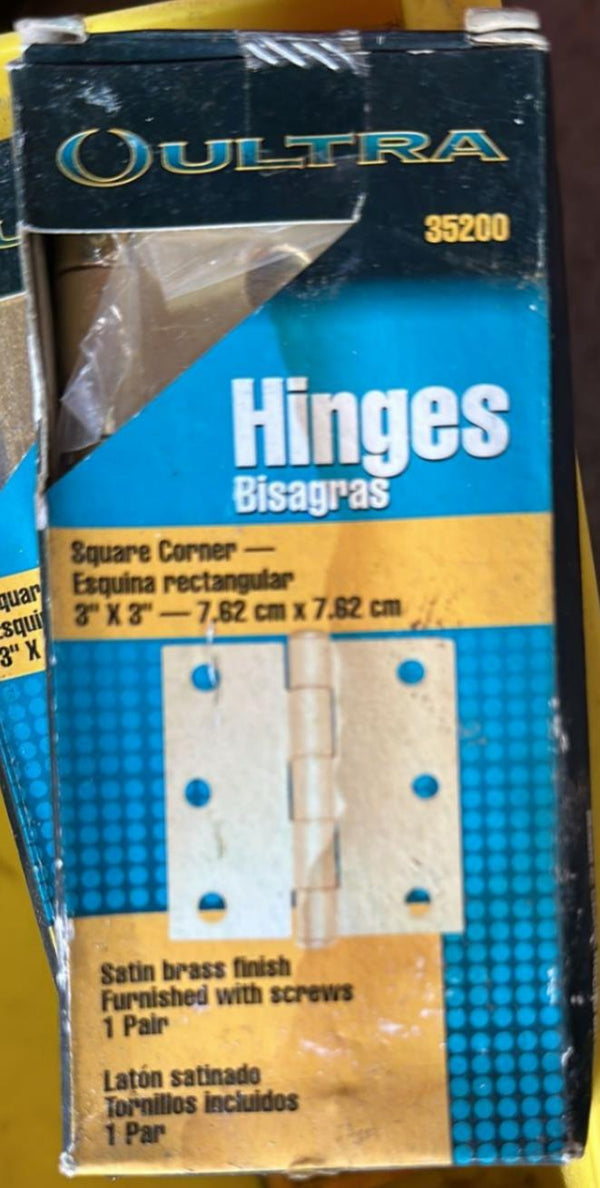 ULTRA
35200
Hinges
Bisagras
Square Corner —
Esquina rectangular
3" X 3" — 7.62 cm x 7.62 cm
Satin brass finish
Furnished with screws
1 Pair
Latón satinado
Tornillos incluidos
1 Par
3" X